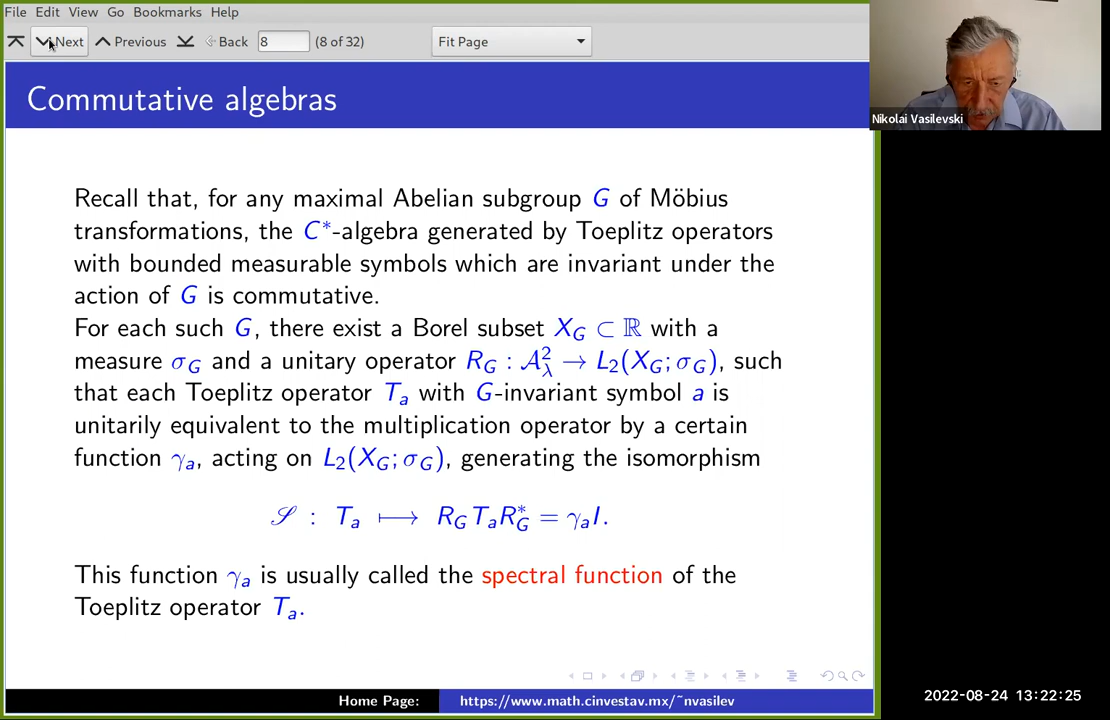 File Edit View Go Bookmarks Help
Next Previous Back 8 (8 of 32) Fit Page
Nikolai Vasilevski
Commutative algebras
Recall that, for any maximal Abelian subgroup G of Möbius
transformations, the C*-algebra generated by Toeplitz operators
with bounded measurable symbols which are invariant under the
action of G is commutative.
For each such G, there exist a Borel subset X_G ⊂ ℝ with a
measure σ_G and a unitary operator R_G : 𝒜²_λ → L₂(X_G; σ_G), such
that each Toeplitz operator T_a with G-invariant symbol a is
unitarily equivalent to the multiplication operator by a certain
function γ_a, acting on L₂(X_G; σ_G), generating the isomorphism
𝒮 : T_a ⟼ R_G T_a R*_G = γ_a I.
This function γ_a is usually called the spectral function of the
Toeplitz operator T_a.
Home Page: https://www.math.cinvestav.mx/~nvasilev
2022-08-24 13:22:25